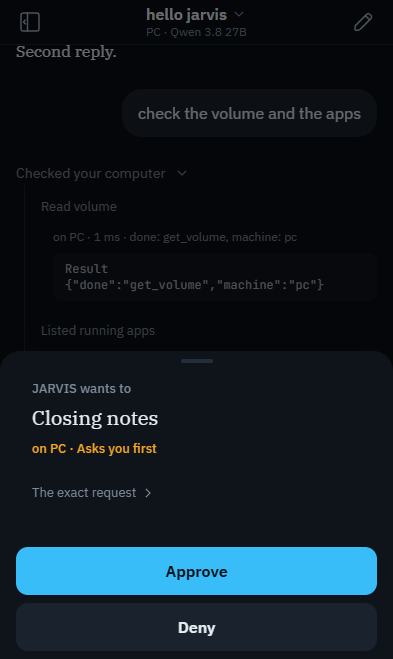 hello jarvis
PC · Qwen 3.8 27B
Second reply.
check the volume and the apps
Checked your computer
Read volume
on PC · 1 ms · done: get_volume, machine: pc
Result
{"done":"get_volume","machine":"pc"}
Listed running apps
JARVIS wants to
Closing notes
on PC · Asks you first
The exact request
Approve
Deny